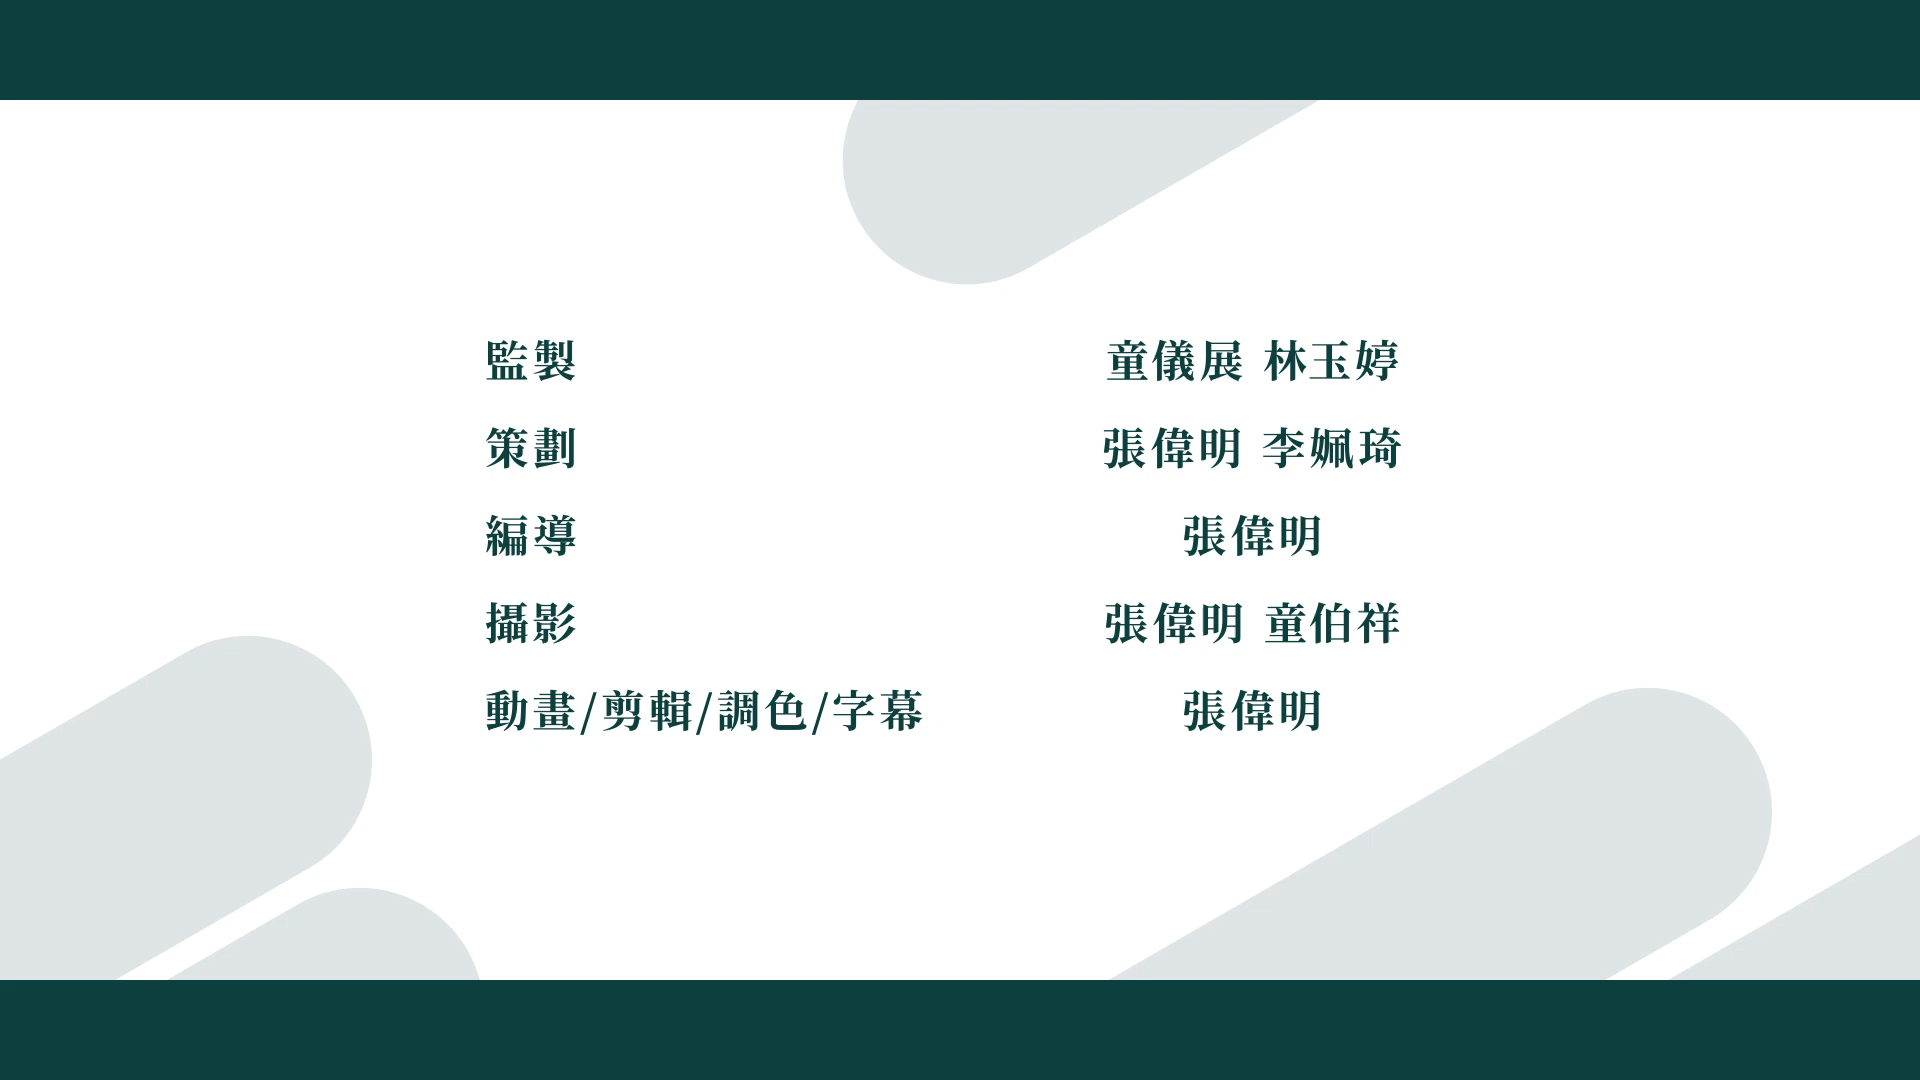 監製 童儀展 林玉婷
策劃 張偉明 李姵琦
編導 張偉明
攝影 張偉明 童伯祥
動畫/剪輯/調色/字幕 張偉明